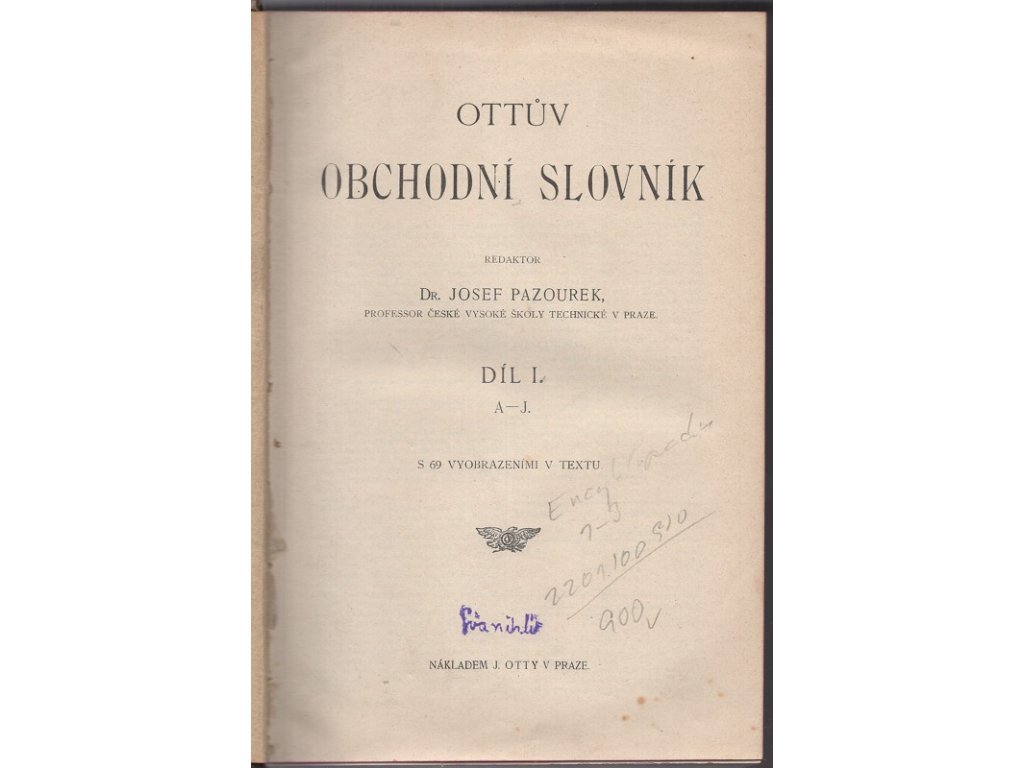 OTTŮV
OBCHODNÍ SLOVNÍK
REDAKTOR
DR. JOSEF PAZOUREK,
PROFESSOR ČESKÉ VYSOKÉ ŠKOLY TECHNICKÉ V PRAZE.
DÍL I.
A—J.
S 69 VYOBRAZENÍMI V TEXTU
900
NÁKLADEM J. OTTY V PRAZE.